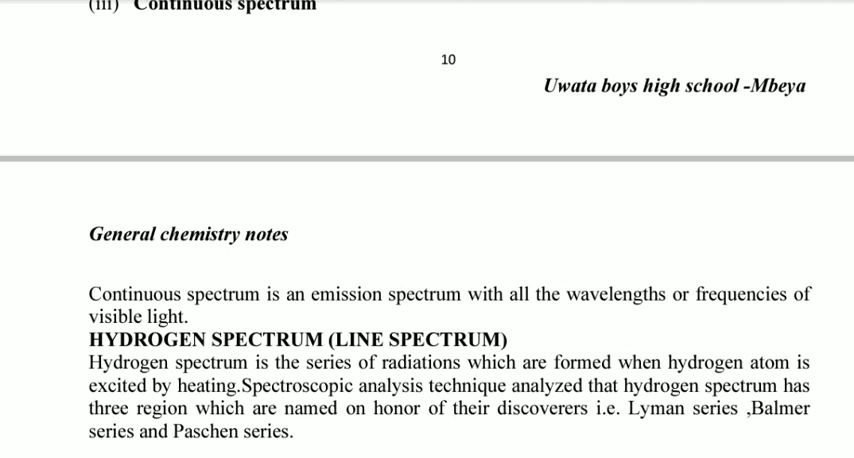 (iii) Continuous spectrum
10
Uwata boys high school -Mbeya
General chemistry notes
Continuous spectrum is an emission spectrum with all the wavelengths or frequencies of
visible light.
HYDROGEN SPECTRUM (LINE SPECTRUM)
Hydrogen spectrum is the series of radiations which are formed when hydrogen atom is
excited by heating.Spectroscopic analysis technique analyzed that hydrogen spectrum has
three region which are named on honor of their discoverers i.e. Lyman series ,Balmer
series and Paschen series.